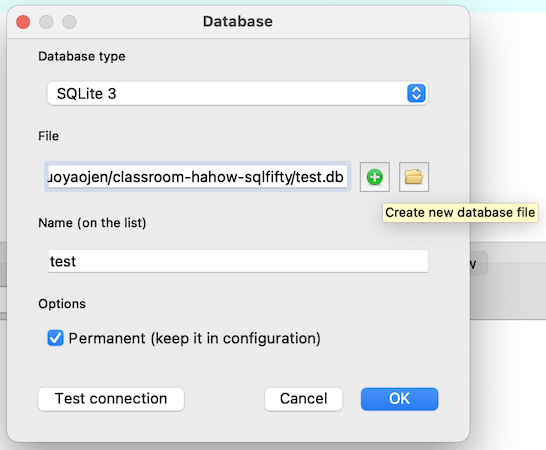 Database
Database type
SQLite 3
File
uoyaojen/classroom-hahow-sqlfifty/test.db
Create new database file
Name (on the list)
test
Options
Permanent (keep it in configuration)
Test connection
Cancel
OK